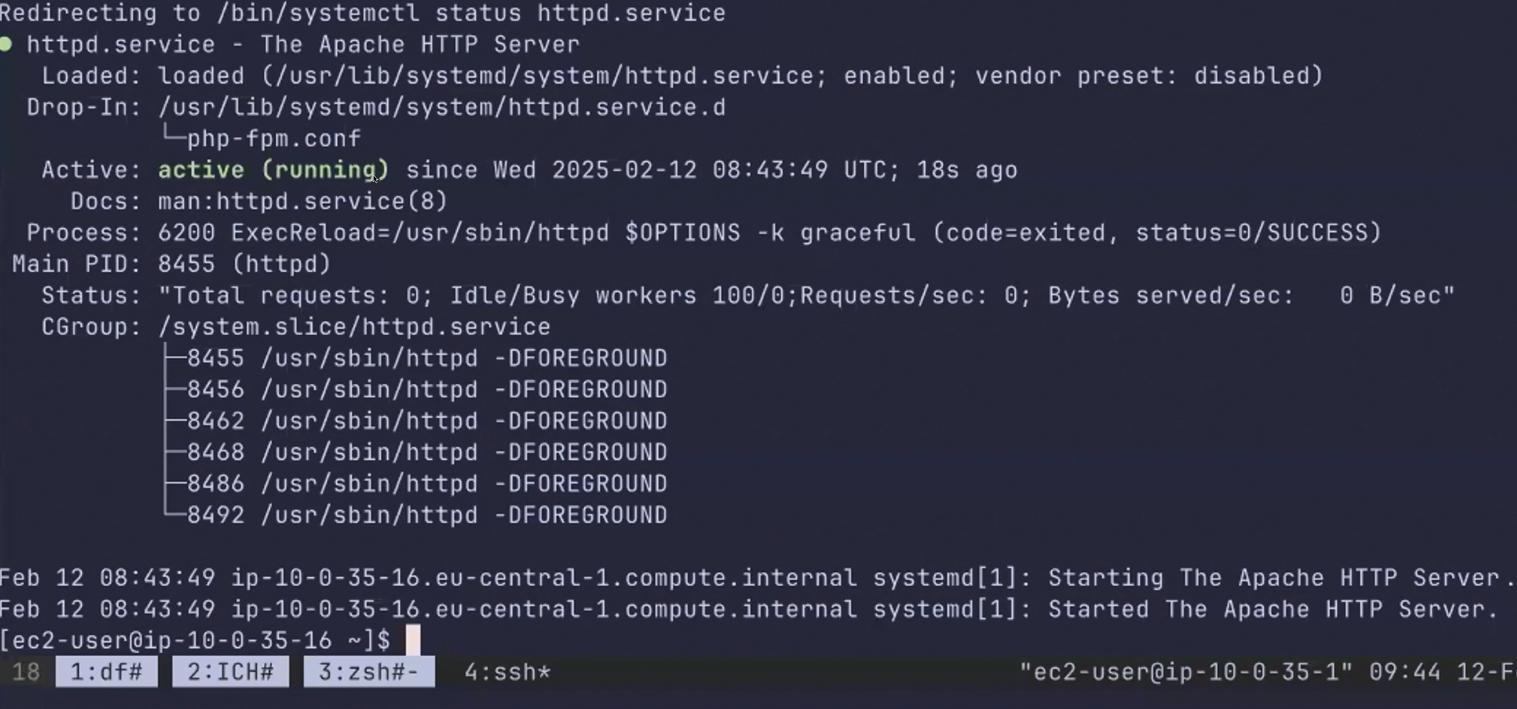 Redirecting to /bin/systemctl status httpd.service
● httpd.service - The Apache HTTP Server
   Loaded: loaded (/usr/lib/systemd/system/httpd.service; enabled; vendor preset: disabled)
  Drop-In: /usr/lib/systemd/system/httpd.service.d
           └─php-fpm.conf
   Active: active (running) since Wed 2025-02-12 08:43:49 UTC; 18s ago
     Docs: man:httpd.service(8)
  Process: 6200 ExecReload=/usr/sbin/httpd $OPTIONS -k graceful (code=exited, status=0/SUCCESS)
 Main PID: 8455 (httpd)
   Status: "Total requests: 0; Idle/Busy workers 100/0;Requests/sec: 0; Bytes served/sec:   0 B/sec"
   CGroup: /system.slice/httpd.service
           ├─8455 /usr/sbin/httpd -DFOREGROUND
           ├─8456 /usr/sbin/httpd -DFOREGROUND
           ├─8462 /usr/sbin/httpd -DFOREGROUND
           ├─8468 /usr/sbin/httpd -DFOREGROUND
           ├─8486 /usr/sbin/httpd -DFOREGROUND
           └─8492 /usr/sbin/httpd -DFOREGROUND
Feb 12 08:43:49 ip-10-0-35-16.eu-central-1.compute.internal systemd[1]: Starting The Apache HTTP Server.
Feb 12 08:43:49 ip-10-0-35-16.eu-central-1.compute.internal systemd[1]: Started The Apache HTTP Server.
[ec2-user@ip-10-0-35-16 ~]$
18 1:df# 2:ICH# 3:zsh#- 4:ssh* "ec2-user@ip-10-0-35-1" 09:44 12-F